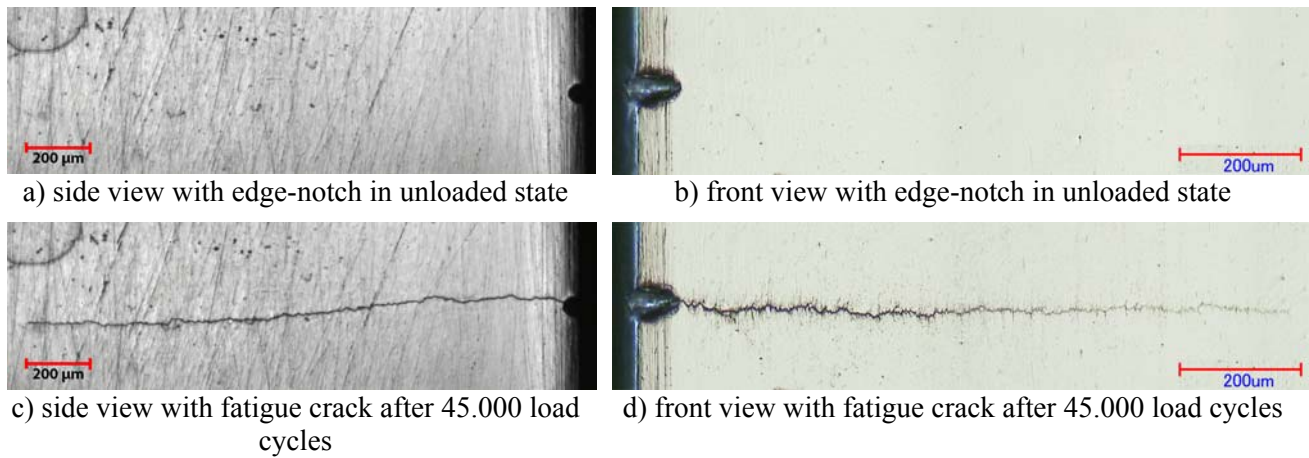 200 μm
200um
a) side view with edge-notch in unloaded state
b) front view with edge-notch in unloaded state
200 μm
200um
c) side view with fatigue crack after 45.000 load
cycles
d) front view with fatigue crack after 45.000 load cycles